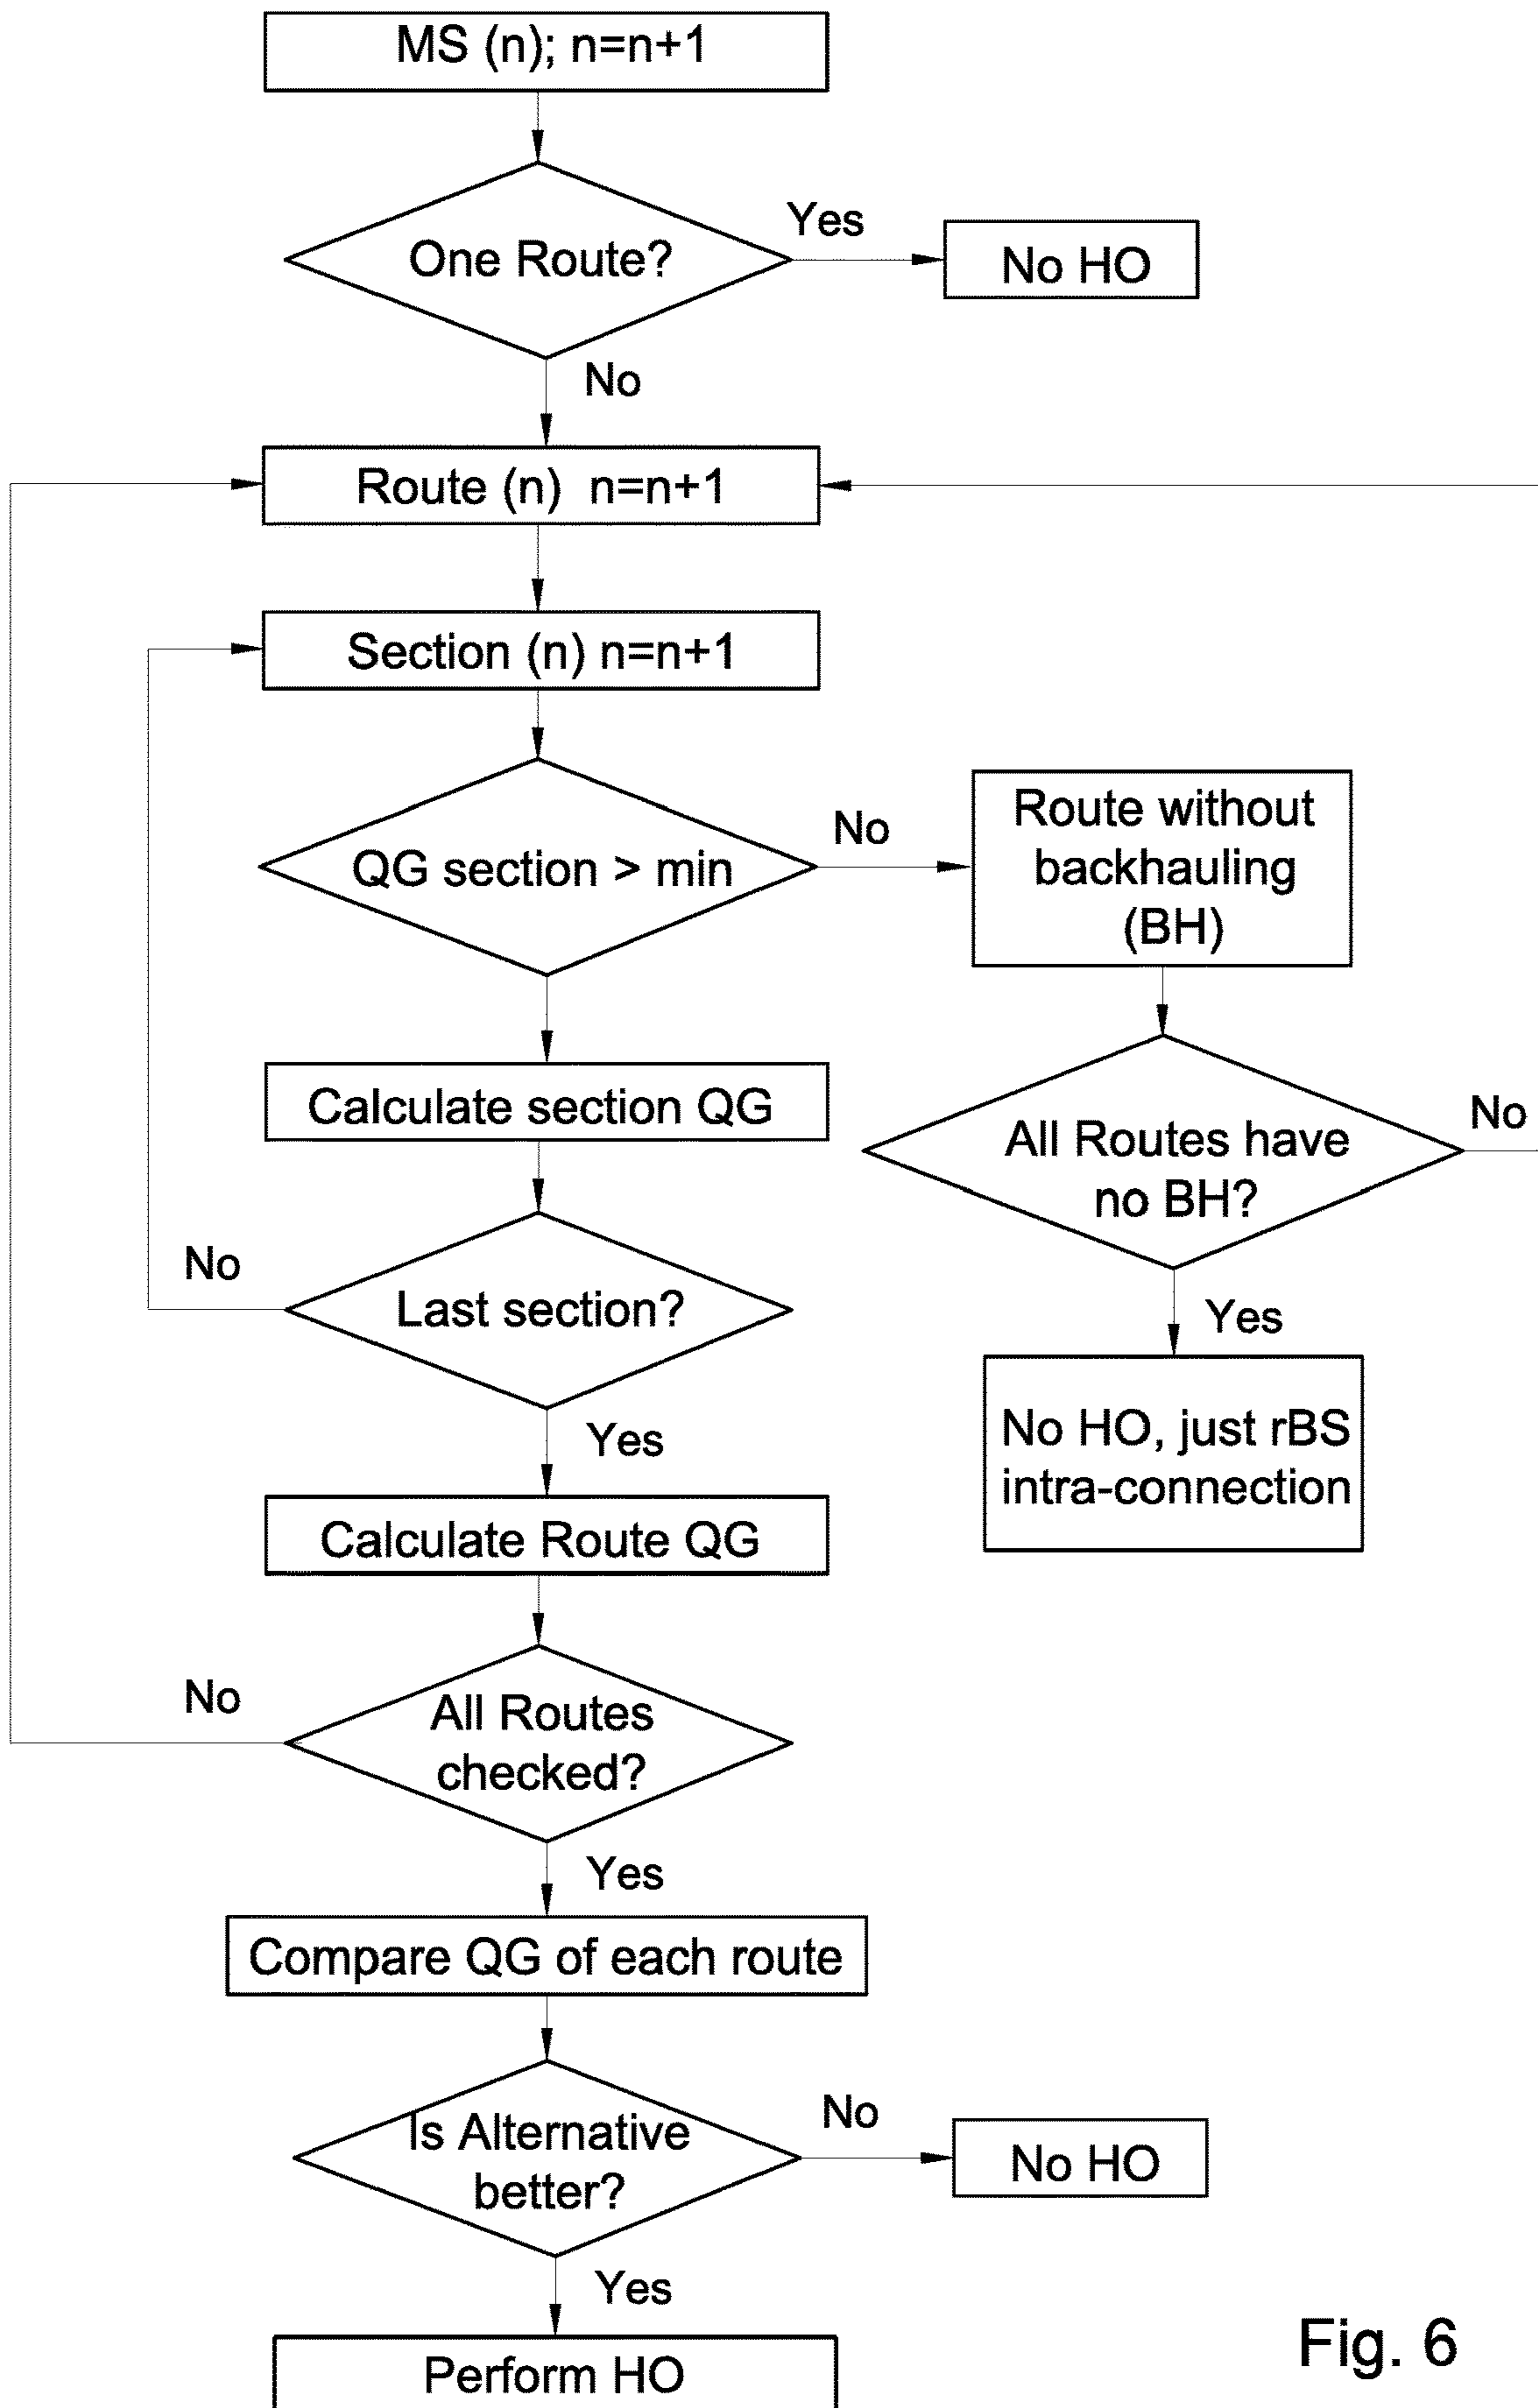 MS (n); n=n+1
One Route?
Yes
No HO
No
Route (n) n=n+1
Section (n) n=n+1
QG section > min
No
Route without
backhauling
(BH)
Calculate section QG
All Routes have
no BH?
No
Last section?
No
Yes
No HO, just rBS
intra-connection
Yes
Calculate Route QG
All Routes
checked?
No
Yes
Compare QG of each route
Is Alternative
better?
No
No HO
Yes
Perform HO
Fig. 6